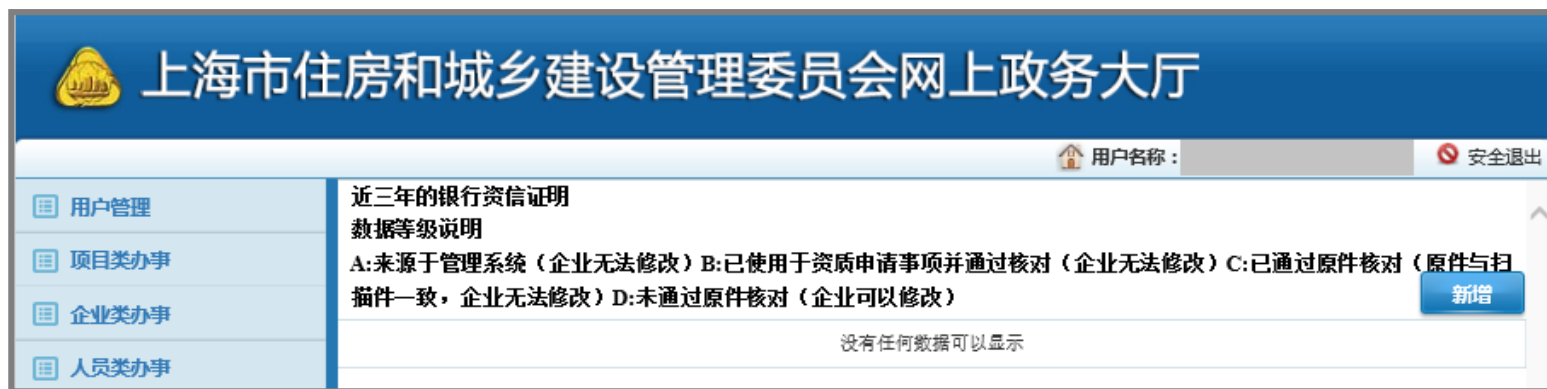 上海市住房和城乡建设管理委员会网上政务大厅
用户名称：
安全退出
用户管理
项目类办事
企业类办事
人员类办事
近三年的银行资信证明
数据等级说明
A:来源于管理系统（企业无法修改）B:已使用于资质申请事项并通过核对（企业无法修改）C:已通过原件核对（原件与扫
描件一致，企业无法修改）D:未通过原件核对（企业可以修改）
新增
没有任何数据可以显示